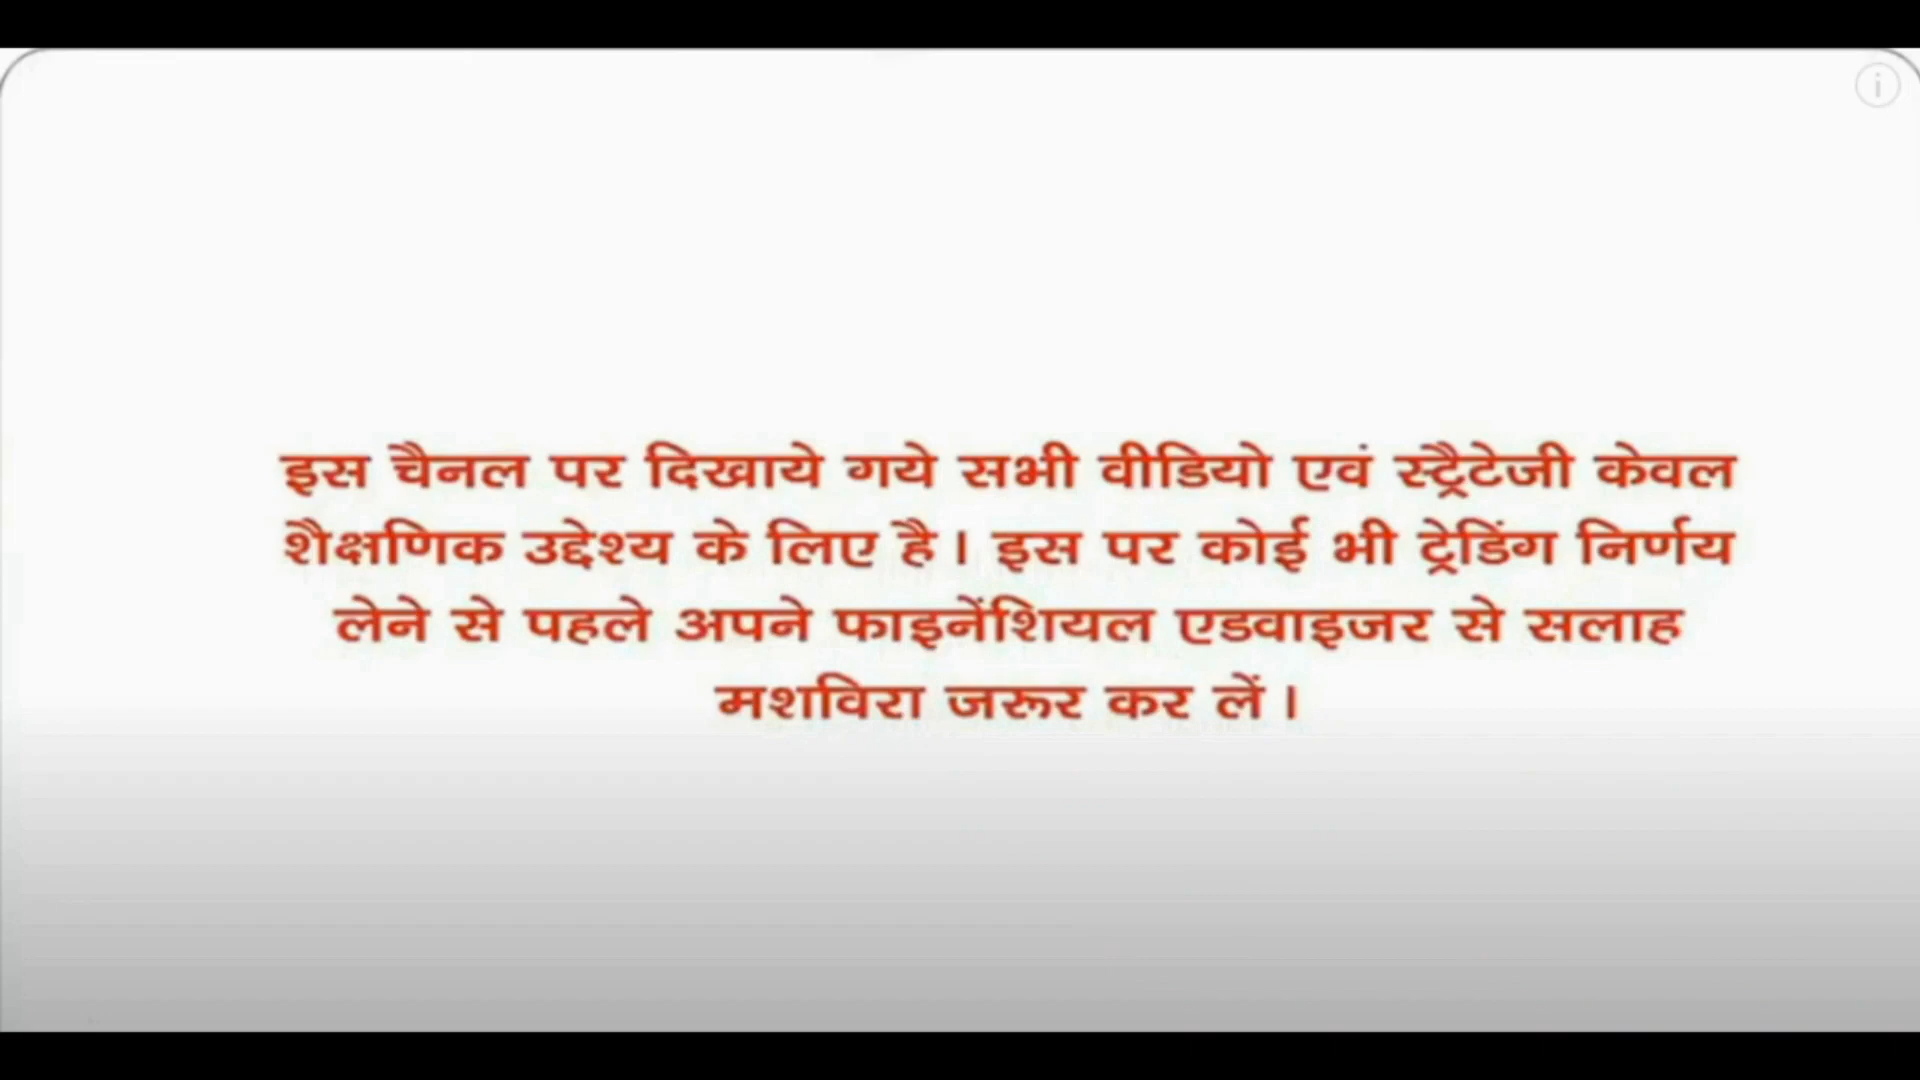 इस चैनल पर दिखाये गये सभी वीडियो एवं स्ट्रैटेजी केवल
शैक्षणिक उद्देश्य के लिए है । इस पर कोई भी ट्रेडिंग निर्णय
लेने से पहले अपने फाइनेंशियल एडवाइजर से सलाह
मशविरा जरूर कर लें ।